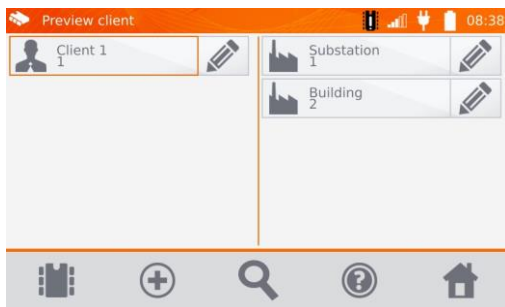 Preview client
08:38
Client 1
1
Substation
1
Building
2